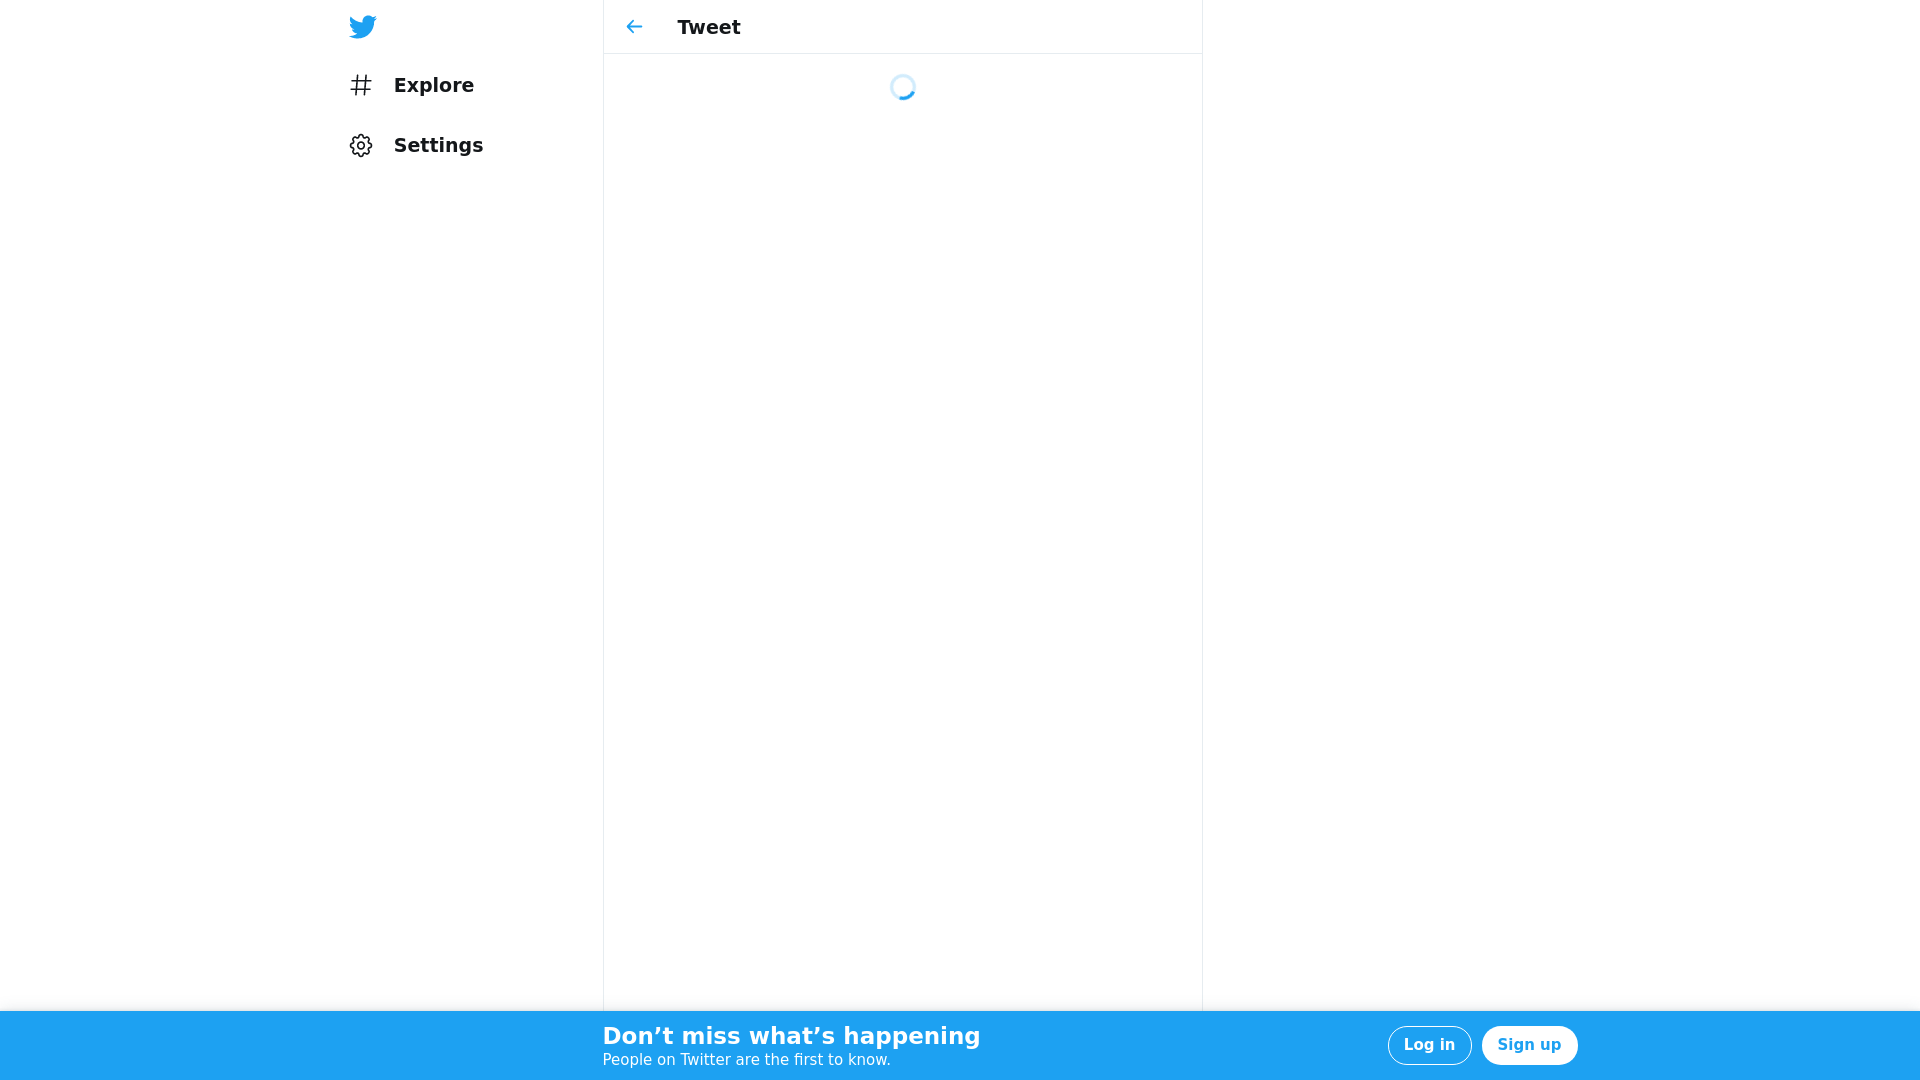 Tweet
Explore
Settings
Don’t miss what’s happening
People on Twitter are the first to know.
Log in
Sign up